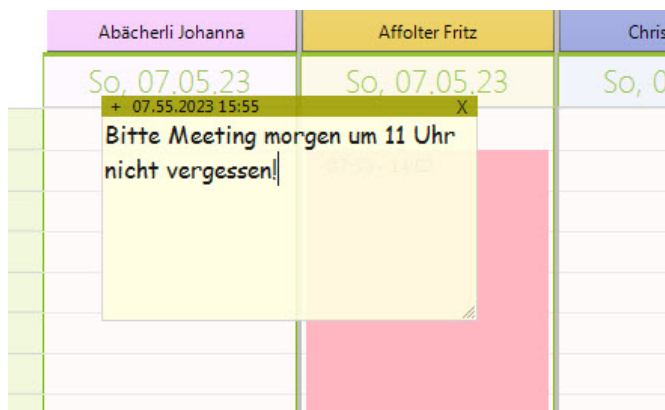 Abächerli Johanna
Affolter Fritz
Chris
So, 07.05.23
So, 07.05.23
So, 0
+ 07.55.2023 15:55 X
Bitte Meeting morgen um 11 Uhr
nicht vergessen!